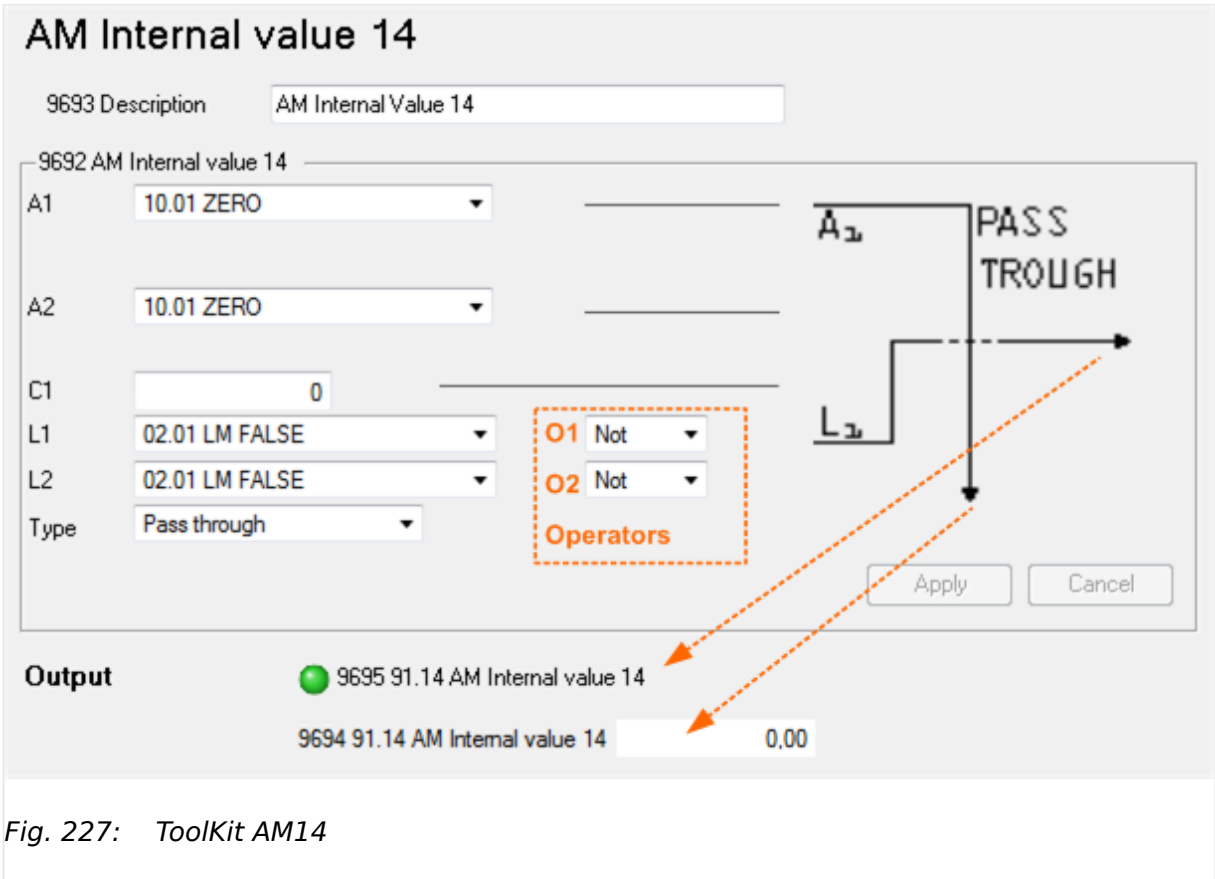 AM Internal value 14
9693 Description AM Internal Value 14
9692 AM Internal value 14
A1 10.01 ZERO
A1 PASS
TROUGH
A2 10.01 ZERO
C1 0
L1 02.01 LM FALSE O1 Not
L1
L2 02.01 LM FALSE O2 Not
Type Pass through Operators
Apply Cancel
Output 9695 91.14 AM Internal value 14
9694 91.14 AM Internal value 14 0,00
Fig. 227: ToolKit AM14